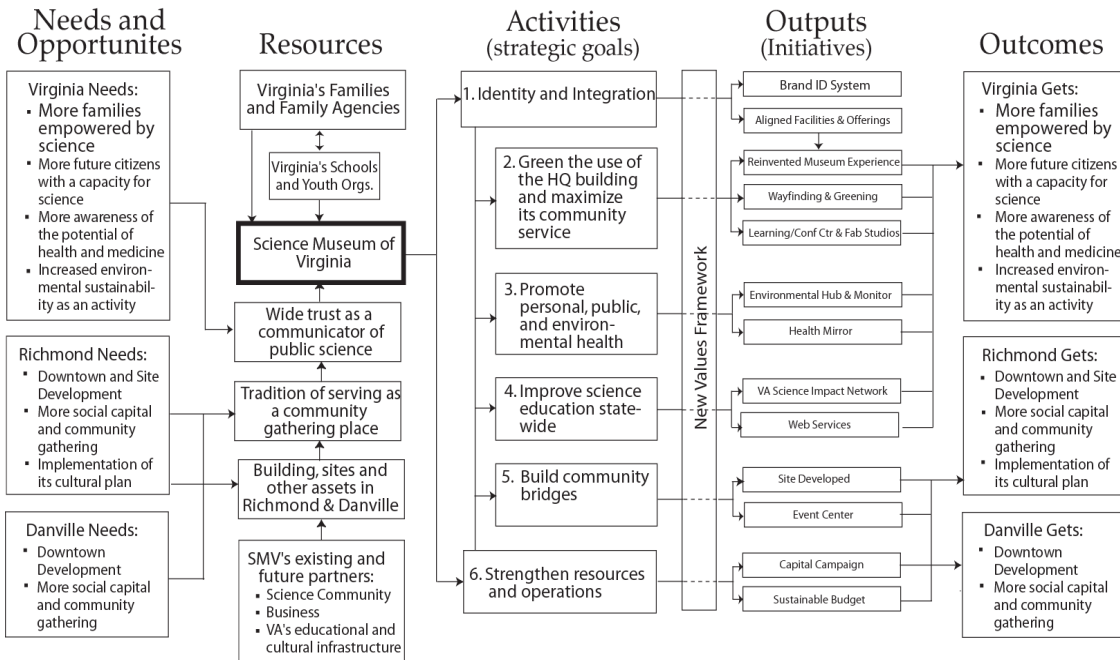 Needs and
Opportunites
Virginia Needs:
▪ More families
empowered by
science
▪ More future citizens
with a capacity for
science
▪ More awareness of
the potential of
health and medicine
▪ Increased environ-
mental sustainabil-
ity as an activity
Richmond Needs:
▪ Downtown and Site
Development
▪ More social capital
and community
gathering
▪ Implementation of
its cultural plan
Danville Needs:
▪ Downtown
Development
▪ More social capital
and community
gathering
Resources
Virginia's Families
and Family Agencies
Virginia's Schools
and Youth Orgs.
Science Museum of
Virginia
Wide trust as a
communicator of
public science
Tradition of serving as
a community
gathering place
Building, sites and
other assets in
Richmond & Danville
SMV's existing and
future partners:
▪ Science Community
▪ Business
▪ VA's educational and
cultural infrastructure
Activities
(strategic goals)
1. Identity and Integration
2. Green the use of
the HQ building
and maximize
its community
service
3. Promote
personal, public,
and environ-
mental health
4. Improve science
education state-
wide
5. Build community
bridges
6. Strengthen resources
and operations
New Values Framework
Outputs
(Initiatives)
Brand ID System
Aligned Facilities & Offerings
Reinvented Museum Experience
Wayfinding & Greening
Learning/Conf Ctr & Fab Studios
Environmental Hub & Monitor
Health Mirror
VA Science Impact Network
Web Services
Site Developed
Event Center
Capital Campaign
Sustainable Budget
Outcomes
Virginia Gets:
▪ More families
empowered by
science
▪ More future citizens
with a capacity for
science
▪ More awareness of
the potential of
health and medicine
▪ Increased environ-
mental sustainabil-
ity as an activity
Richmond Gets:
▪ Downtown and Site
Development
▪ More social capital
and community
gathering
▪ Implementation of
its cultural plan
Danville Gets:
▪ Downtown
Development
▪ More social capital
and community
gathering